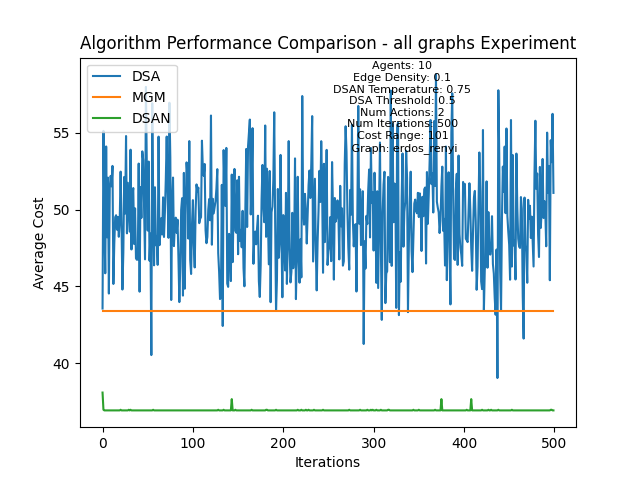 Algorithm Performance Comparison - all graphs Experiment
DSA
MGM
DSAN
Agents: 10
Edge Density: 0.1
DSAN Temperature: 0.75
DSA Threshold: 0.5
Num Actions: 2
Num Iterations: 500
Cost Range: 101
Graph: erdos_renyi
Average Cost
55
50
45
40
0
100
200
300
400
500
Iterations